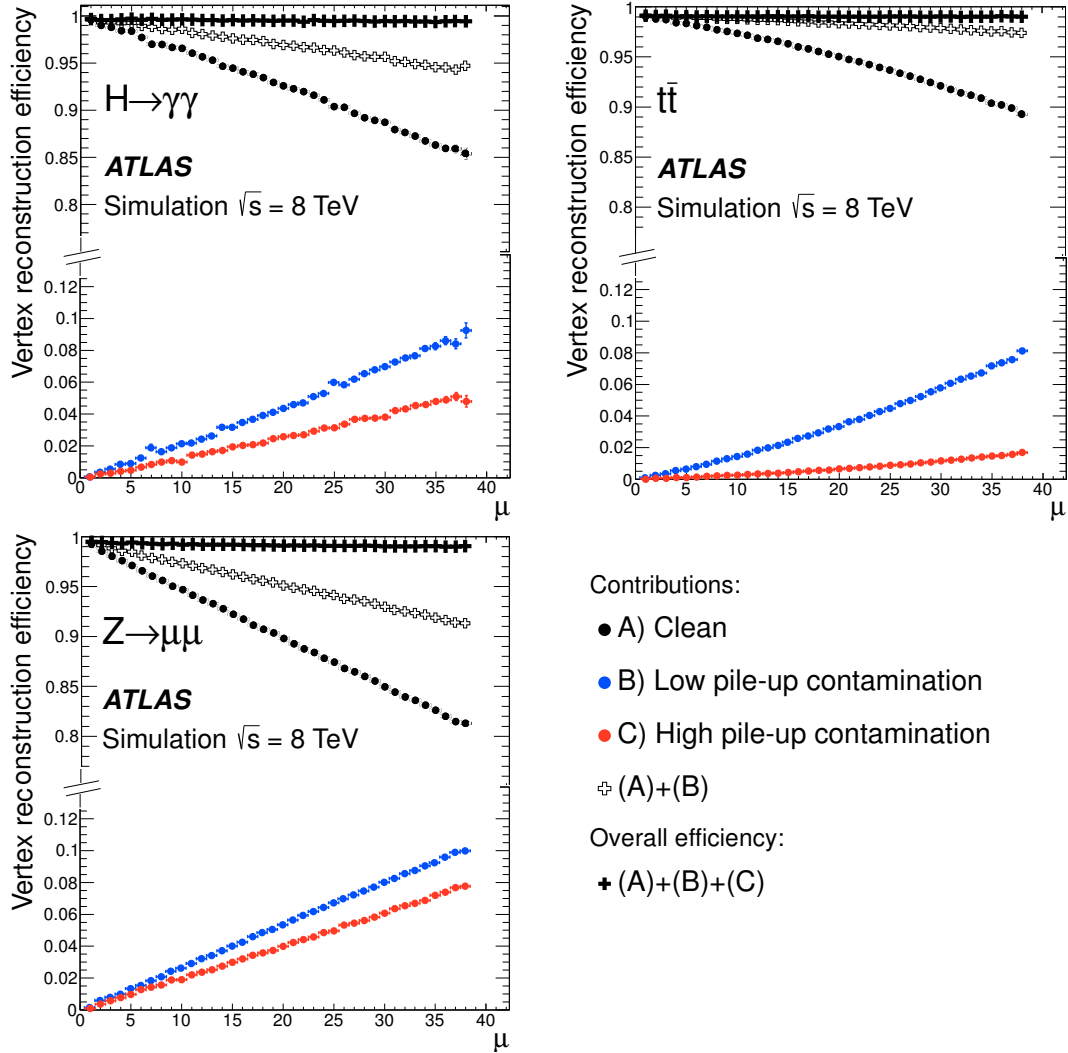 Vertex reconstruction efficiency
1
0.95
0.9
0.85
0.8
H→γγ
ATLAS
Simulation √s = 8 TeV
0.12
0.1
0.08
0.06
0.04
0.02
0
0 5 10 15 20 25 30 35 40
μ
Vertex reconstruction efficiency
1
0.95
0.9
0.85
0.8
tt̄
ATLAS
Simulation √s = 8 TeV
0.12
0.1
0.08
0.06
0.04
0.02
0
0 5 10 15 20 25 30 35 40
μ
Vertex reconstruction efficiency
1
0.95
0.9
0.85
0.8
Z→μμ
ATLAS
Simulation √s = 8 TeV
0.12
0.1
0.08
0.06
0.04
0.02
0
0 5 10 15 20 25 30 35 40
μ
Contributions:
A) Clean
B) Low pile-up contamination
C) High pile-up contamination
(A)+(B)
Overall efficiency:
(A)+(B)+(C)